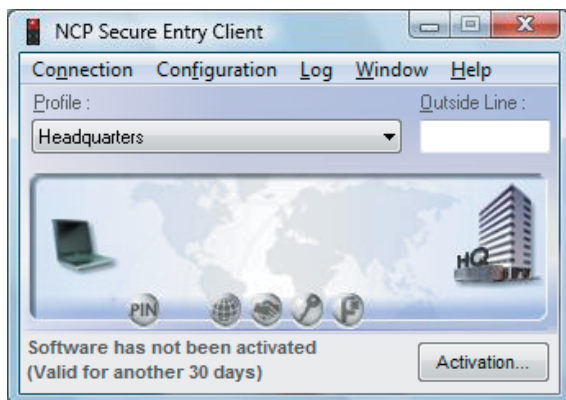 NCP Secure Entry Client
Connection Configuration Log Window Help
Profile : Outside Line :
Headquarters
HQ
PIN
Software has not been activated
(Valid for another 30 days)
Activation...